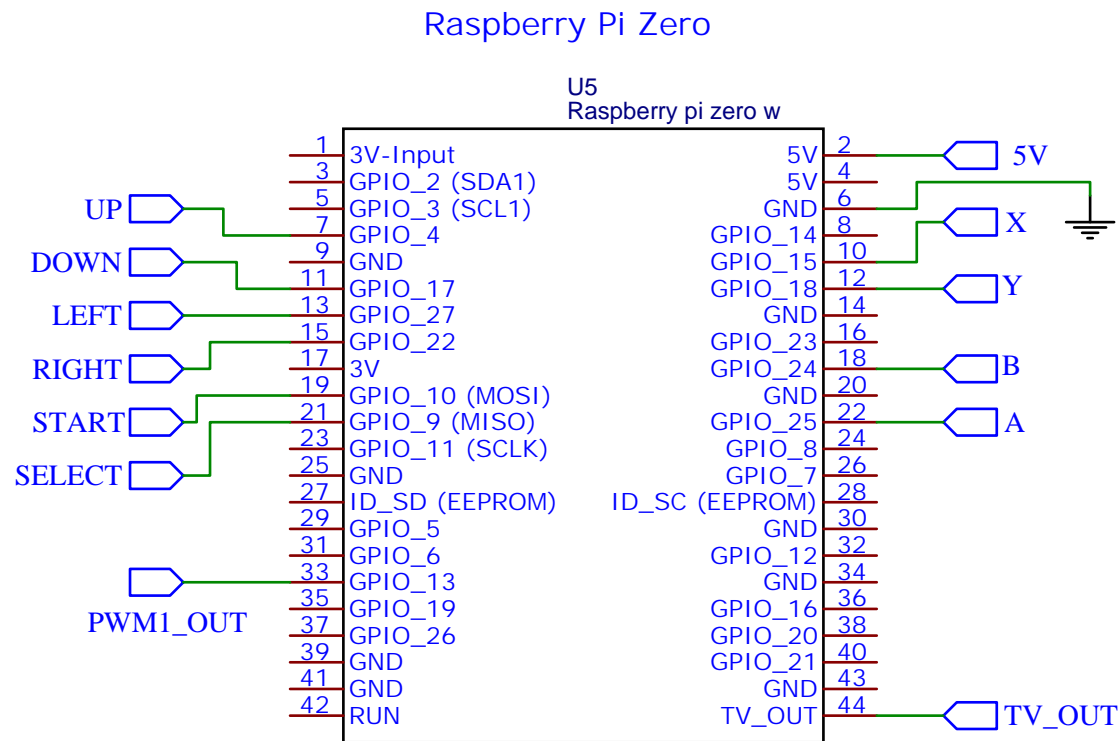 Raspberry Pi Zero
U5
Raspberry pi zero w
1 3V-Input 5V 2 5V
3 GPIO_2 (SDA1) 5V 4
5 GPIO_3 (SCL1) GND 6
UP 7 GPIO_4 GPIO_14 8 X
9 GND GPIO_15 10
DOWN 11 GPIO_17 GPIO_18 12 Y
LEFT 13 GPIO_27 GND 14
15 GPIO_22 GPIO_23 16
RIGHT 17 3V GPIO_24 18 B
19 GPIO_10 (MOSI) GND 20
START 21 GPIO_9 (MISO) GPIO_25 22 A
23 GPIO_11 (SCLK) GPIO_8 24
SELECT 25 GND GPIO_7 26
27 ID_SD (EEPROM) ID_SC (EEPROM) 28
29 GPIO_5 GND 30
31 GPIO_6 GPIO_12 32
33 GPIO_13 GND 34
PWM1_OUT 35 GPIO_19 GPIO_16 36
37 GPIO_26 GPIO_20 38
39 GND GPIO_21 40
41 GND GND 43
42 RUN TV_OUT 44 TV_OUT